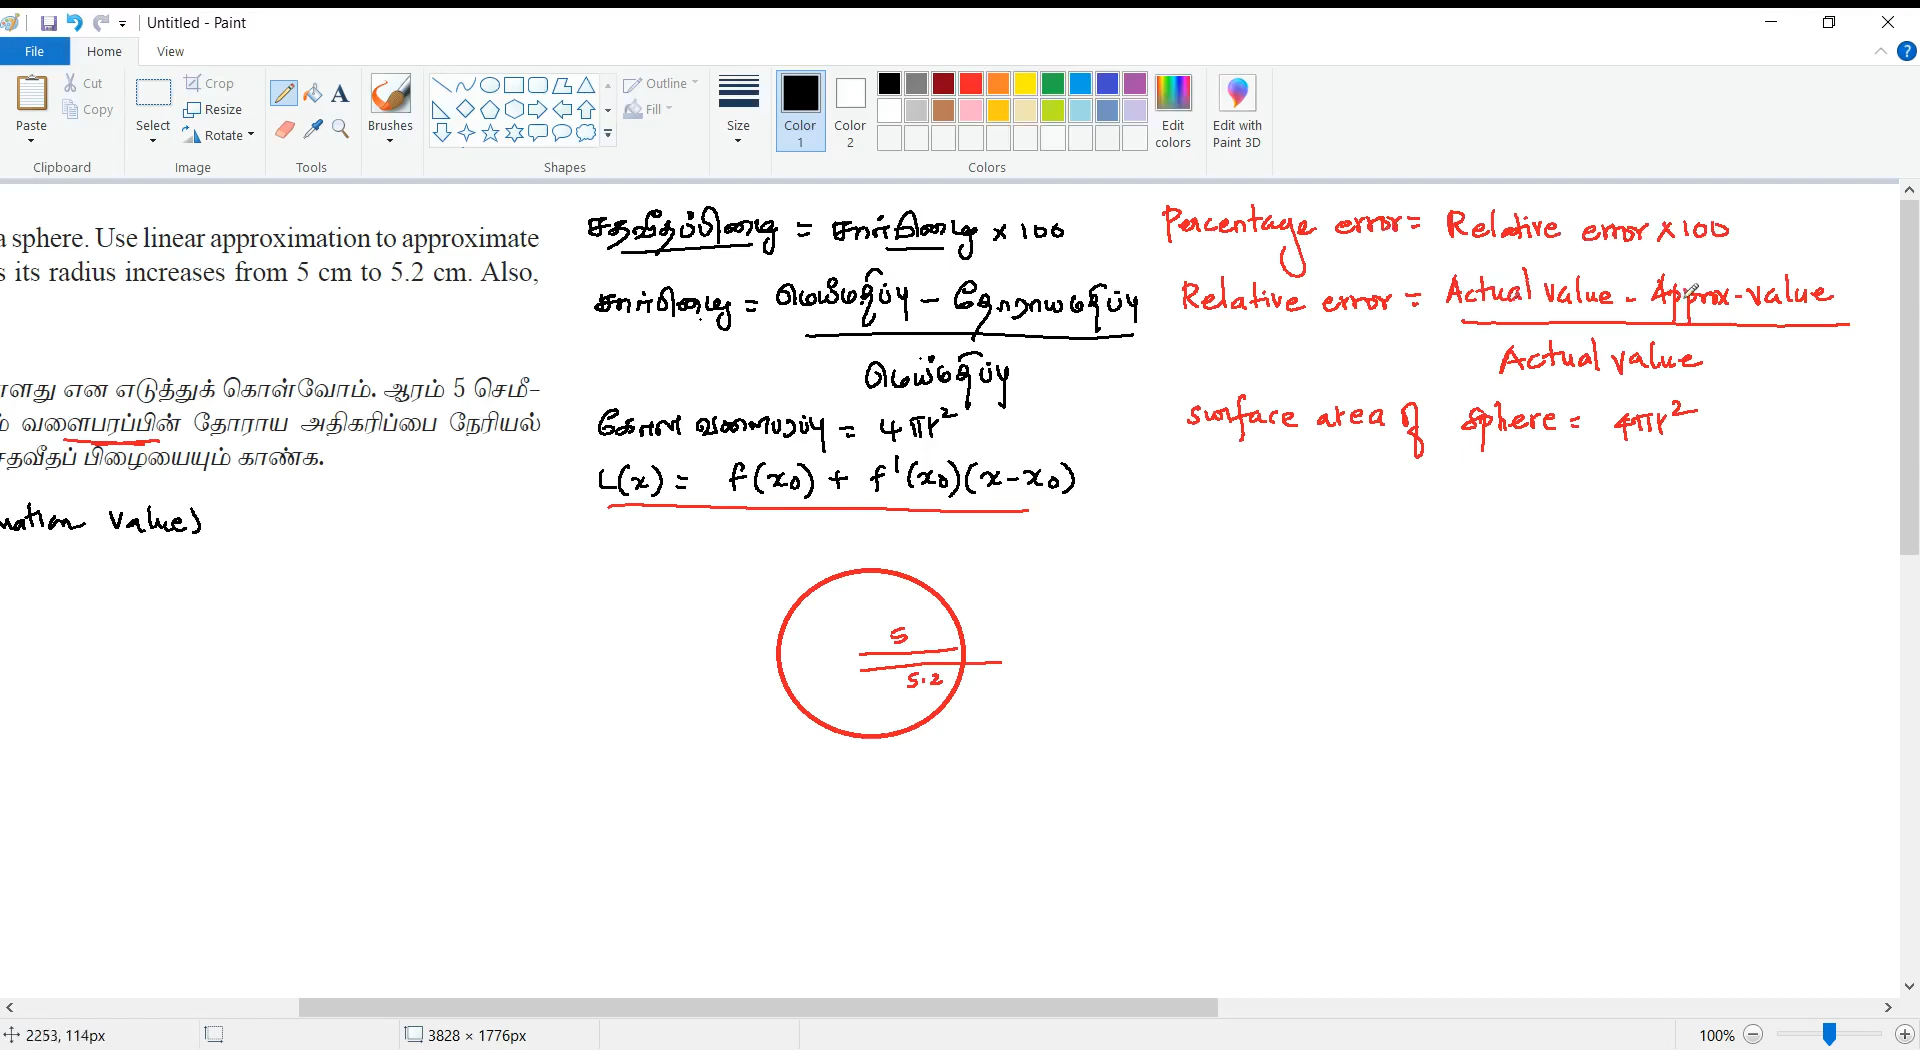 Untitled - Paint
File Home View
Paste Cut Copy Clipboard
Select Crop Resize Rotate Image
Tools
Brushes
Shapes Outline Fill
Size
Color 1 Color 2
Colors Edit colors
Edit with Paint 3D
a sphere. Use linear approximation to approximate
s its radius increases from 5 cm to 5.2 cm. Also,
ளது என எடுத்துக் கொள்வோம். ஆரம் 5 செமீ-
ம் வளைபரப்பின் தோராய அதிகரிப்பை நேரியல்
சதவீதப் பிழையையும் காண்க.
mation value)
சதவீதப்பிழை = சார்பிழை × 100
சார்பிழை = மெய்மதிப்பு - தோராயமதிப்பு
மெய்மதிப்பு
கோள வளைபரப்பு = 4πr²
L(x) = f(x₀) + f'(x₀)(x-x₀)
5
5.2
Percentage error = Relative error × 100
Relative error = Actual value - Approx-value
Actual value
surface area of sphere = 4πr²
2253, 114px
3828 × 1776px
100%